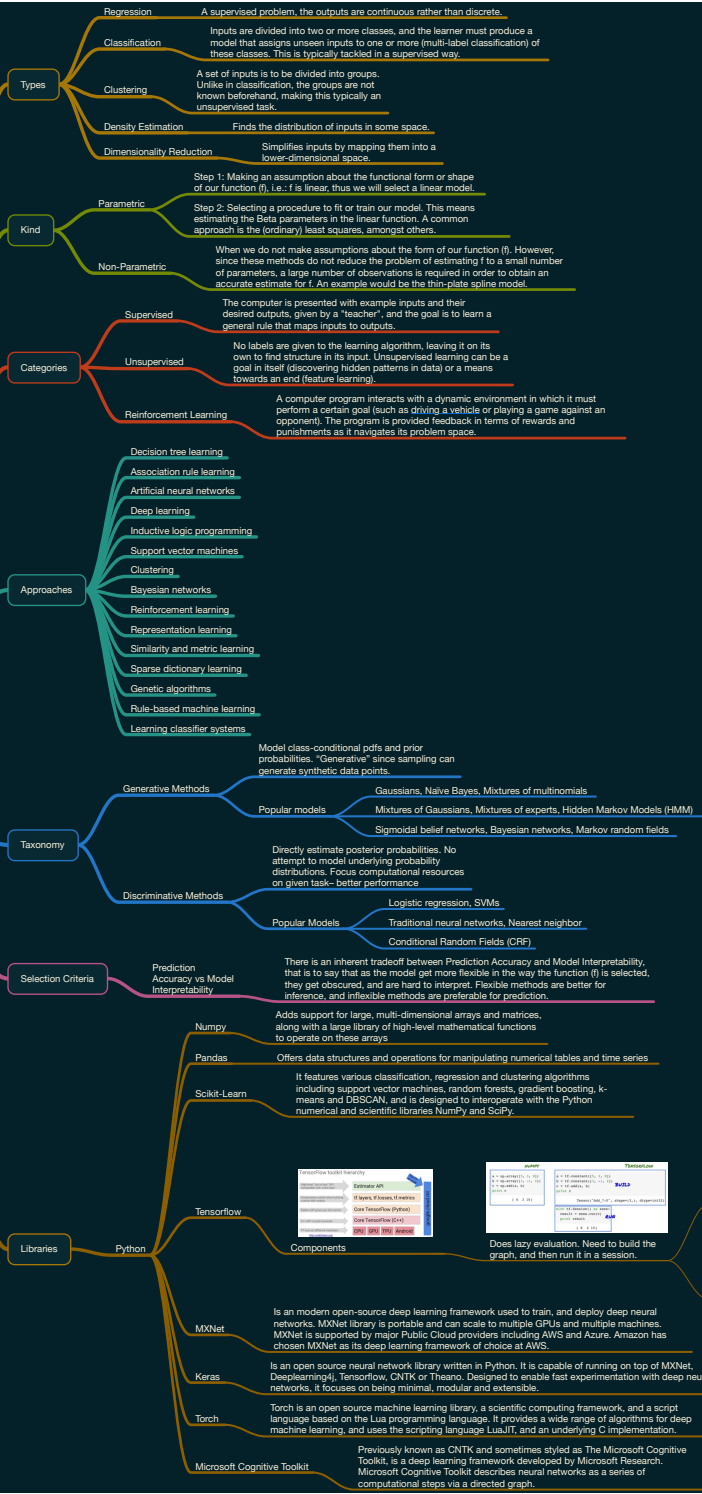 Regression
A supervised problem, the outputs are continuous rather than discrete.
Classification
Inputs are divided into two or more classes, and the learner must produce a
model that assigns unseen inputs to one or more (multi-label classification) of
these classes. This is typically tackled in a supervised way.
Types
Clustering
A set of inputs is to be divided into groups.
Unlike in classification, the groups are not
known beforehand, making this typically an
unsupervised task.
Density Estimation
Finds the distribution of inputs in some space.
Dimensionality Reduction
Simplifies inputs by mapping them into a
lower-dimensional space.
Kind
Parametric
Step 1: Making an assumption about the functional form or shape
of our function (f), i.e.: f is linear, thus we will select a linear model.
Step 2: Selecting a procedure to fit or train our model. This means
estimating the Beta parameters in the linear function. A common
approach is the (ordinary) least squares, amongst others.
Non-Parametric
When we do not make assumptions about the form of our function (f). However,
since these methods do not reduce the problem of estimating f to a small number
of parameters, a large number of observations is required in order to obtain an
accurate estimate for f. An example would be the thin-plate spline model.
Categories
Supervised
The computer is presented with example inputs and their
desired outputs, given by a "teacher", and the goal is to learn a
general rule that maps inputs to outputs.
Unsupervised
No labels are given to the learning algorithm, leaving it on its
own to find structure in its input. Unsupervised learning can be a
goal in itself (discovering hidden patterns in data) or a means
towards an end (feature learning).
Reinforcement Learning
A computer program interacts with a dynamic environment in which it must
perform a certain goal (such as driving a vehicle or playing a game against an
opponent). The program is provided feedback in terms of rewards and
punishments as it navigates its problem space.
Approaches
Decision tree learning
Association rule learning
Artificial neural networks
Deep learning
Inductive logic programming
Support vector machines
Clustering
Bayesian networks
Reinforcement learning
Representation learning
Similarity and metric learning
Sparse dictionary learning
Genetic algorithms
Rule-based machine learning
Learning classifier systems
Taxonomy
Generative Methods
Model class-conditional pdfs and prior
probabilities. “Generative” since sampling can
generate synthetic data points.
Popular models
Gaussians, Naïve Bayes, Mixtures of multinomials
Mixtures of Gaussians, Mixtures of experts, Hidden Markov Models (HMM)
Sigmoidal belief networks, Bayesian networks, Markov random fields
Discriminative Methods
Directly estimate posterior probabilities. No
attempt to model underlying probability
distributions. Focus computational resources
on given task– better performance
Popular Models
Logistic regression, SVMs
Traditional neural networks, Nearest neighbor
Conditional Random Fields (CRF)
Selection Criteria
Prediction
Accuracy vs Model
Interpretability
There is an inherent tradeoff between Prediction Accuracy and Model Interpretability,
that is to say that as the model get more flexible in the way the function (f) is selected,
they get obscured, and are hard to interpret. Flexible methods are better for
inference, and inflexible methods are preferable for prediction.
Libraries
Python
Numpy
Adds support for large, multi-dimensional arrays and matrices,
along with a large library of high-level mathematical functions
to operate on these arrays
Pandas
Offers data structures and operations for manipulating numerical tables and time series
Scikit-Learn
It features various classification, regression and clustering algorithms
including support vector machines, random forests, gradient boosting, k-
means and DBSCAN, and is designed to interoperate with the Python
numerical and scientific libraries NumPy and SciPy.
Tensorflow
TensorFlow toolkit hierarchy
Estimator API
tf.layers, tf.losses, tf.metrics
Core TensorFlow (Python)
Core TensorFlow (C++)
CPU GPU TPU Android
Components
NUMPY
TENSORFLOW
BUILD
RUN
Does lazy evaluation. Need to build the
graph, and then run it in a session.
MXNet
Is an modern open-source deep learning framework used to train, and deploy deep neural
networks. MXNet library is portable and can scale to multiple GPUs and multiple machines.
MXNet is supported by major Public Cloud providers including AWS and Azure. Amazon has
chosen MXNet as its deep learning framework of choice at AWS.
Keras
Is an open source neural network library written in Python. It is capable of running on top of MXNet,
Deeplearning4j, Tensorflow, CNTK or Theano. Designed to enable fast experimentation with deep neu
networks, it focuses on being minimal, modular and extensible.
Torch
Torch is an open source machine learning library, a scientific computing framework, and a script
language based on the Lua programming language. It provides a wide range of algorithms for deep
machine learning, and uses the scripting language LuaJIT, and an underlying C implementation.
Microsoft Cognitive Toolkit
Previously known as CNTK and sometimes styled as The Microsoft Cognitive
Toolkit, is a deep learning framework developed by Microsoft Research.
Microsoft Cognitive Toolkit describes neural networks as a series of
computational steps via a directed graph.